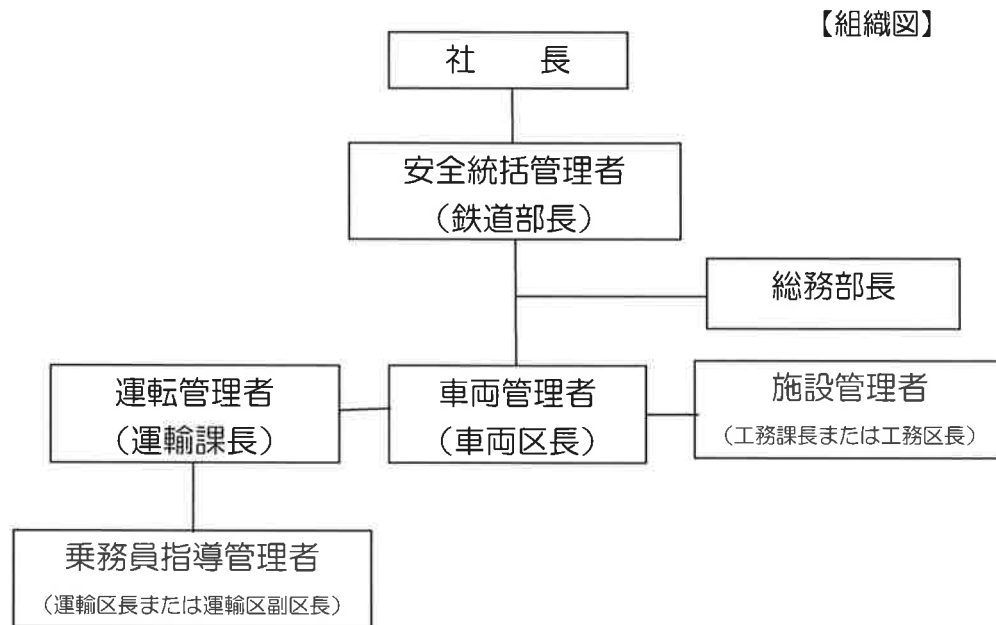 【組織図】
社　　長
安全統括管理者
（鉄道部長）
総務部長
運転管理者
（運輸課長）
車両管理者
（車両区長）
施設管理者
（工務課長または工務区長）
乗務員指導管理者
（運輸区長または運輸区副区長）